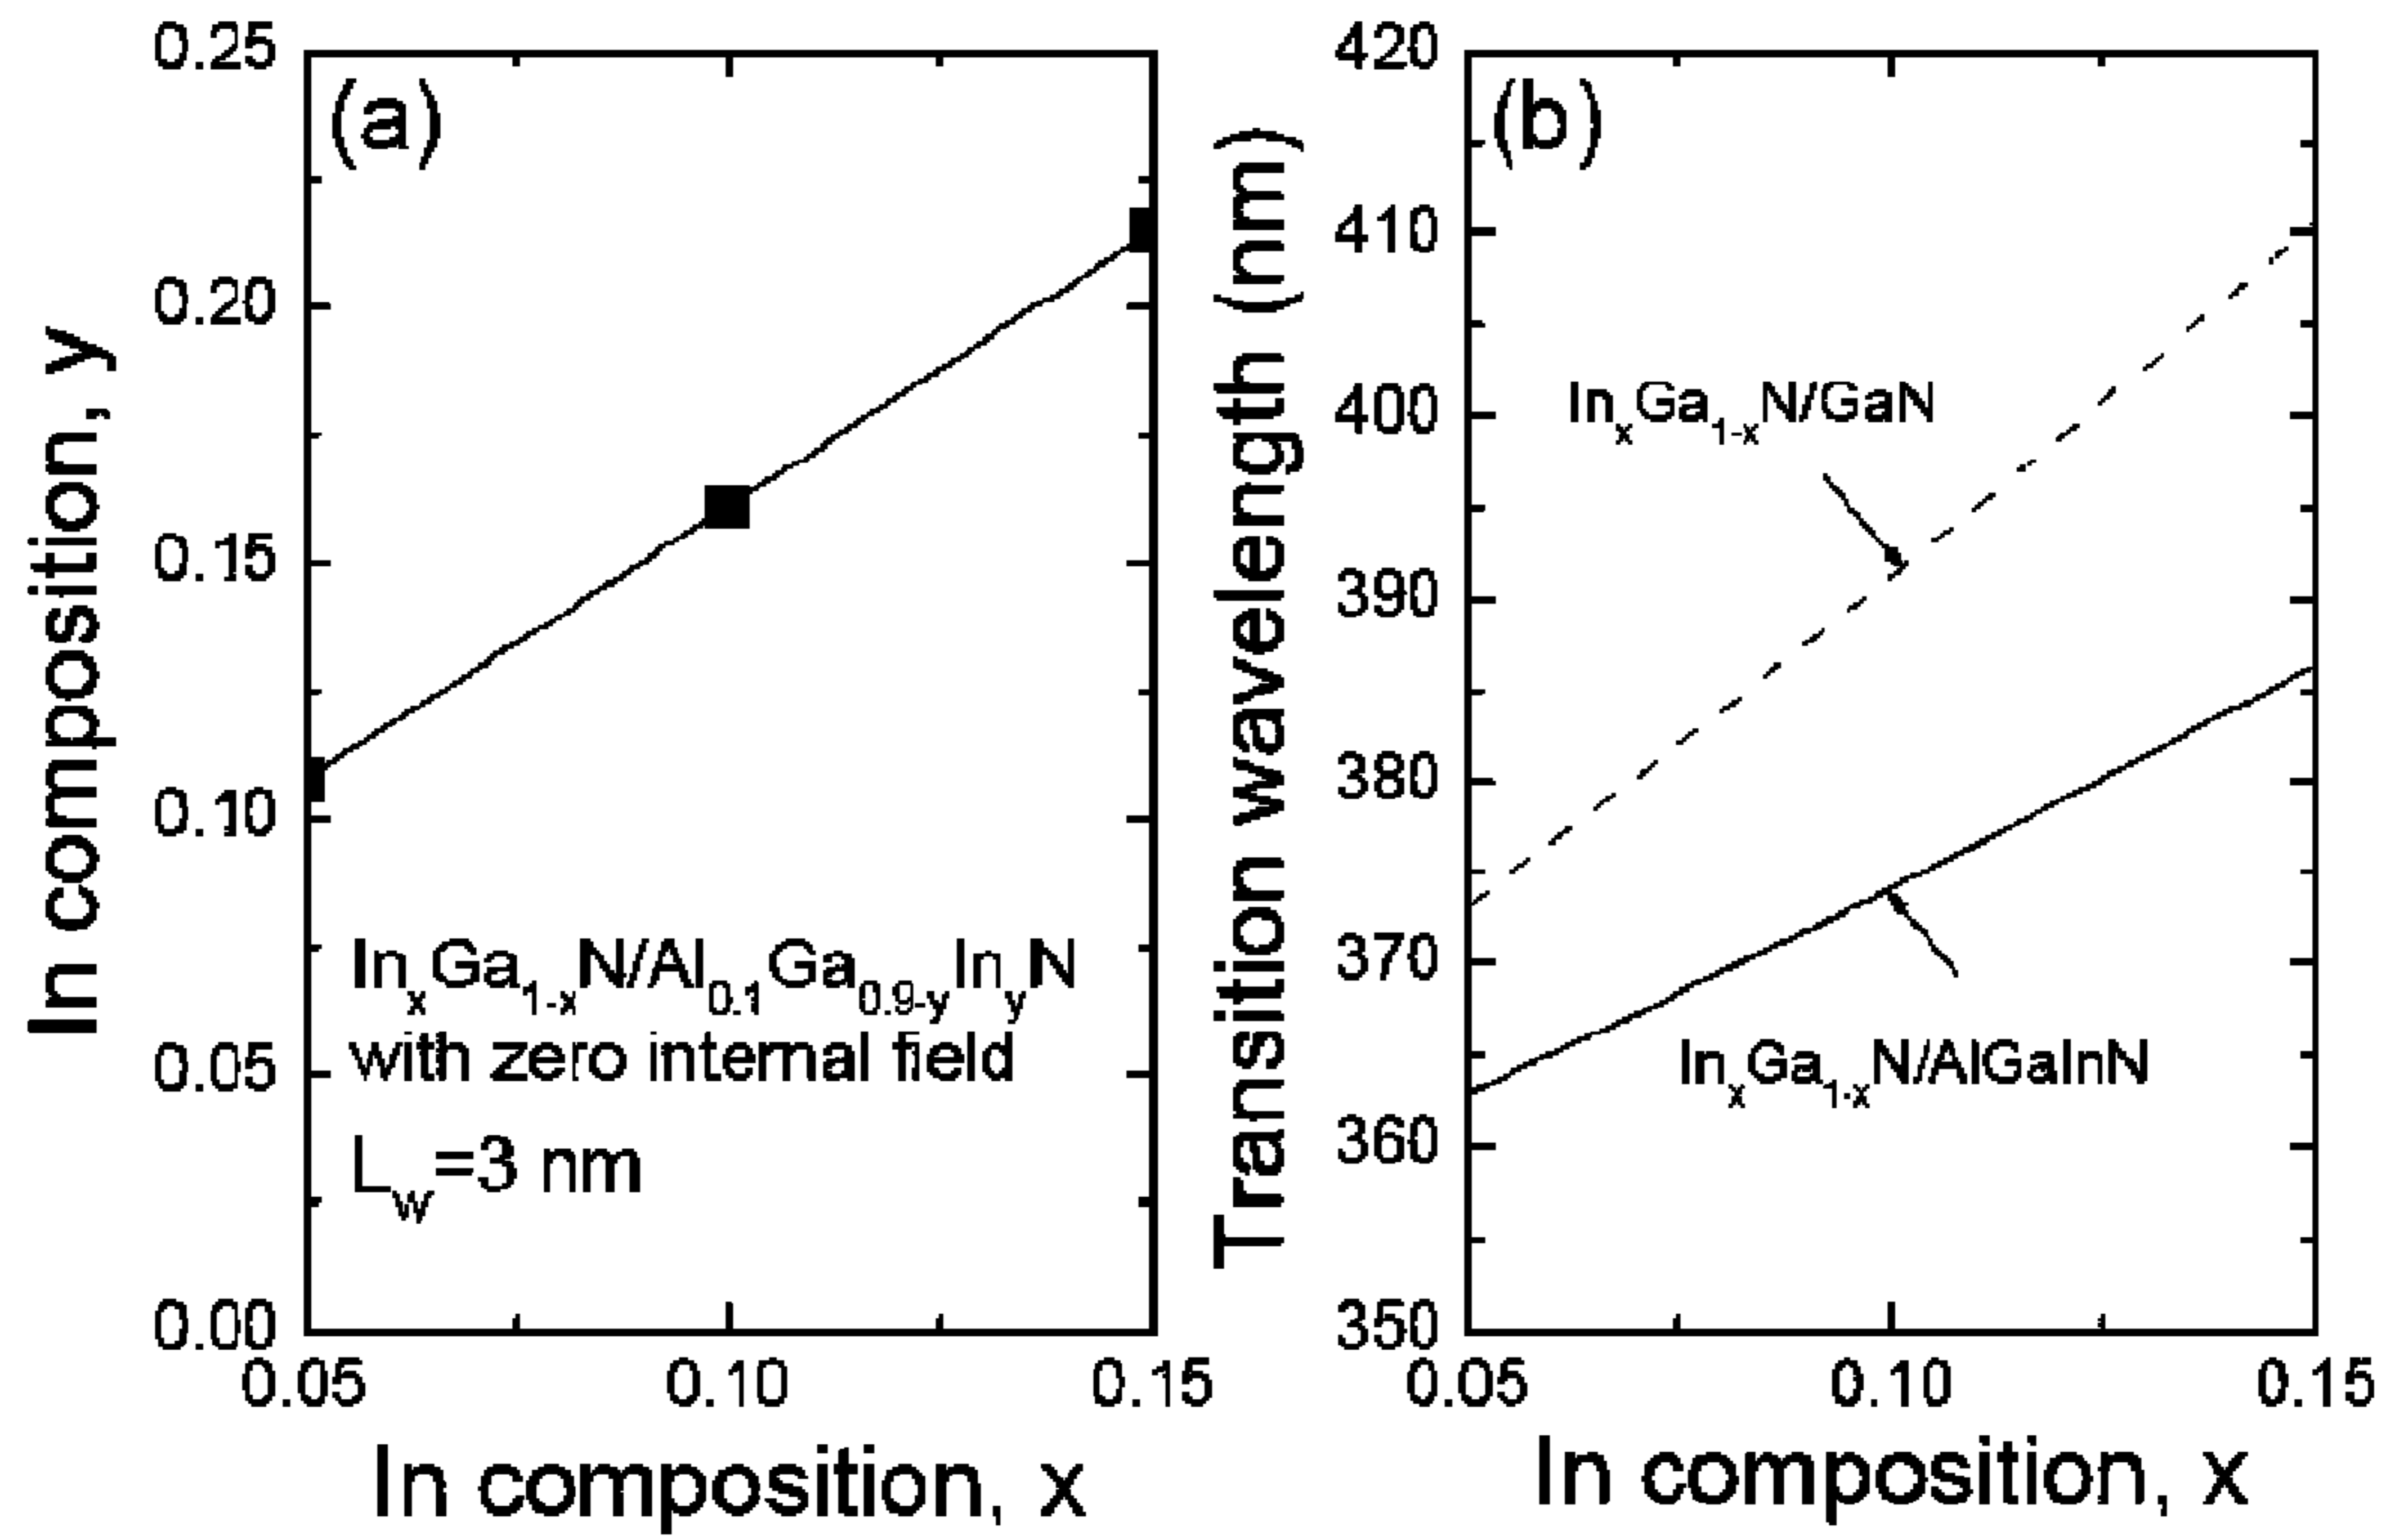 (a)
In composition, y
0.25
0.20
0.15
0.10
0.05
0.00
InₓGa₁₋ₓN/Al₀.₁Ga₀.₉₋yInyN
with zero internal field
Lw=3 nm
0.05 0.10 0.15
In composition, x
(b)
Transition wavelength (nm)
420
410
400
390
380
370
360
350
InₓGa₁₋ₓN/GaN
InₓGa₁₋ₓN/AlGaInN
0.05 0.10 0.15
In composition, x